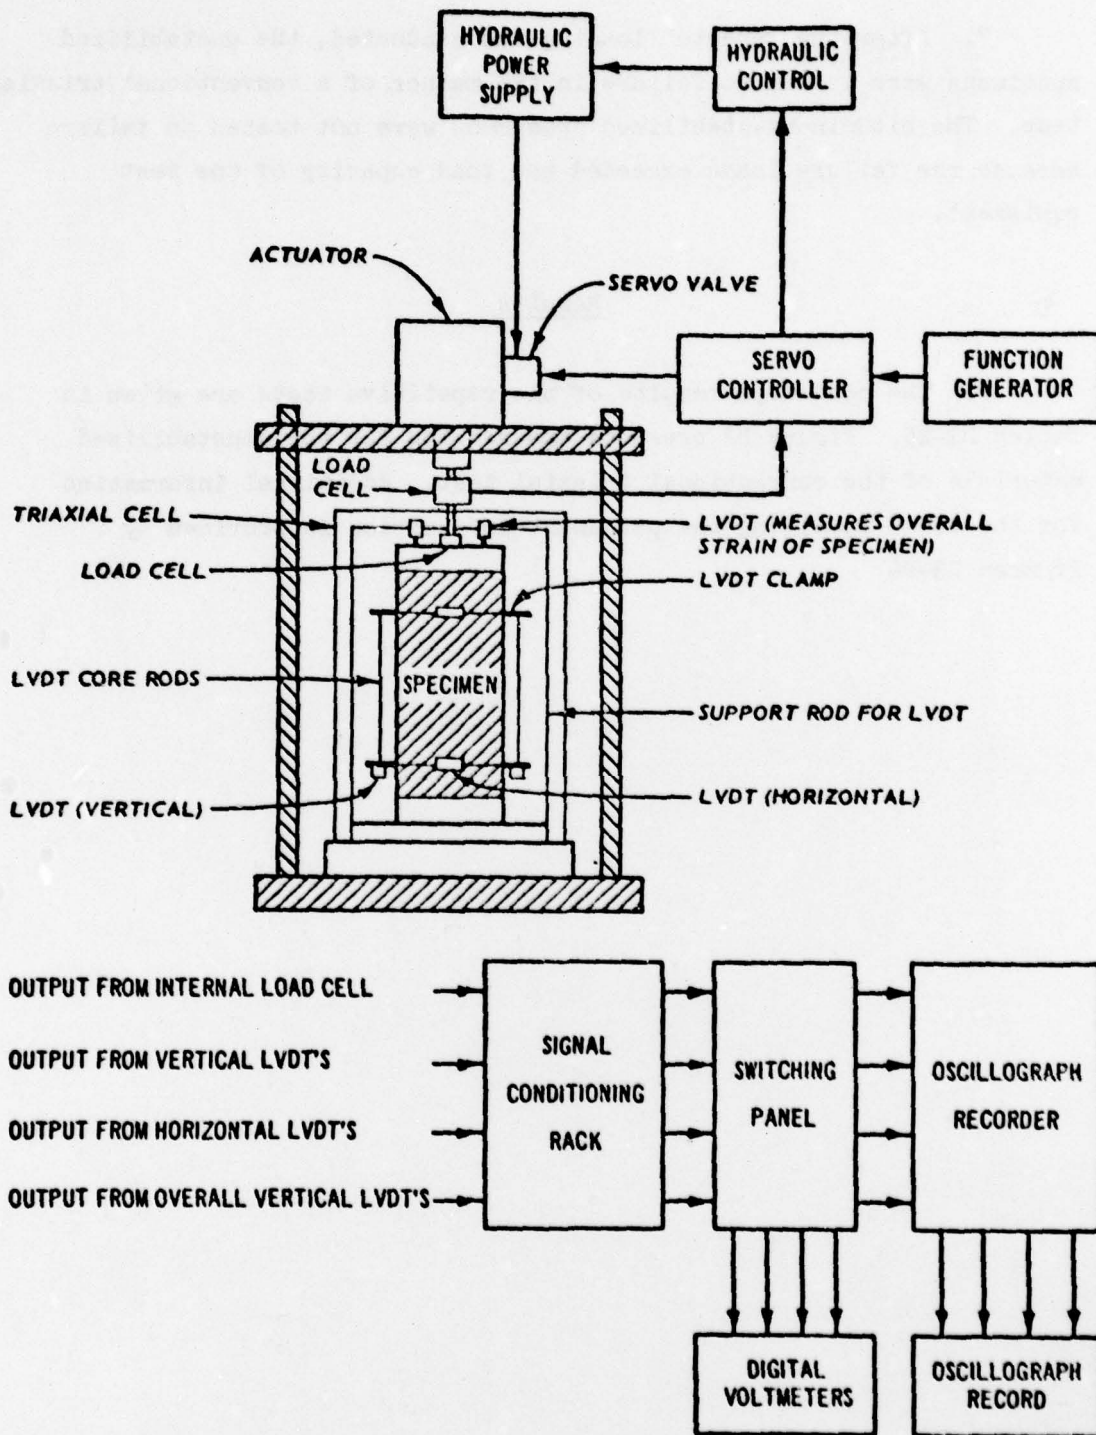 HYDRAULIC
POWER
SUPPLY
HYDRAULIC
CONTROL
ACTUATOR
SERVO VALVE
SERVO
CONTROLLER
FUNCTION
GENERATOR
LOAD
CELL
TRIAXIAL CELL
LVDT (MEASURES OVERALL
STRAIN OF SPECIMEN)
LOAD CELL
LVDT CLAMP
LVDT CORE RODS
SPECIMEN
SUPPORT ROD FOR LVDT
LVDT (VERTICAL)
LVDT (HORIZONTAL)
OUTPUT FROM INTERNAL LOAD CELL
OUTPUT FROM VERTICAL LVDT'S
OUTPUT FROM HORIZONTAL LVDT'S
OUTPUT FROM OVERALL VERTICAL LVDT'S
SIGNAL
CONDITIONING
RACK
SWITCHING
PANEL
OSCILLOGRAPH
RECORDER
DIGITAL
VOLTMETERS
OSCILLOGRAPH
RECORD